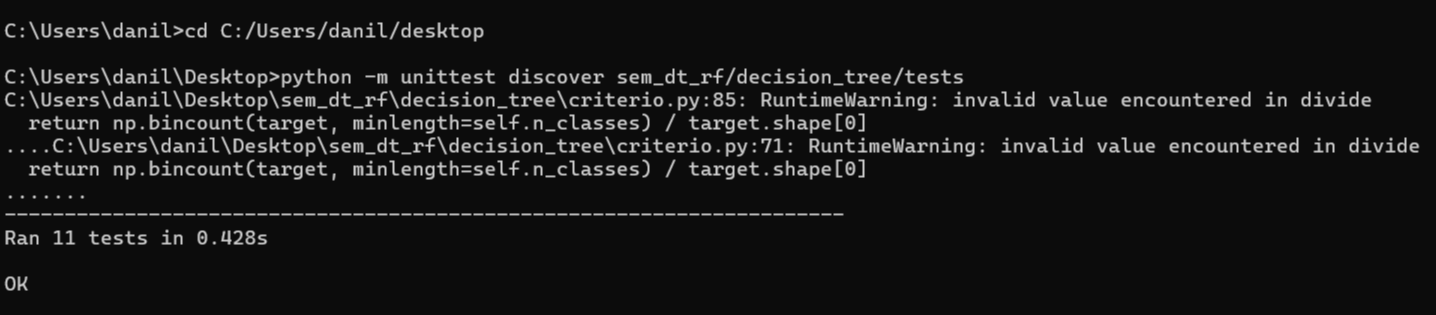 C:\Users\danil>cd C:/Users/danil/desktop
C:\Users\danil\Desktop>python -m unittest discover sem_dt_rf/decision_tree/tests
C:\Users\danil\Desktop\sem_dt_rf\decision_tree\criterio.py:85: RuntimeWarning: invalid value encountered in divide
  return np.bincount(target, minlength=self.n_classes) / target.shape[0]
....C:\Users\danil\Desktop\sem_dt_rf\decision_tree\criterio.py:71: RuntimeWarning: invalid value encountered in divide
  return np.bincount(target, minlength=self.n_classes) / target.shape[0]
.......
----------------------------------------------------------------------
Ran 11 tests in 0.428s
OK